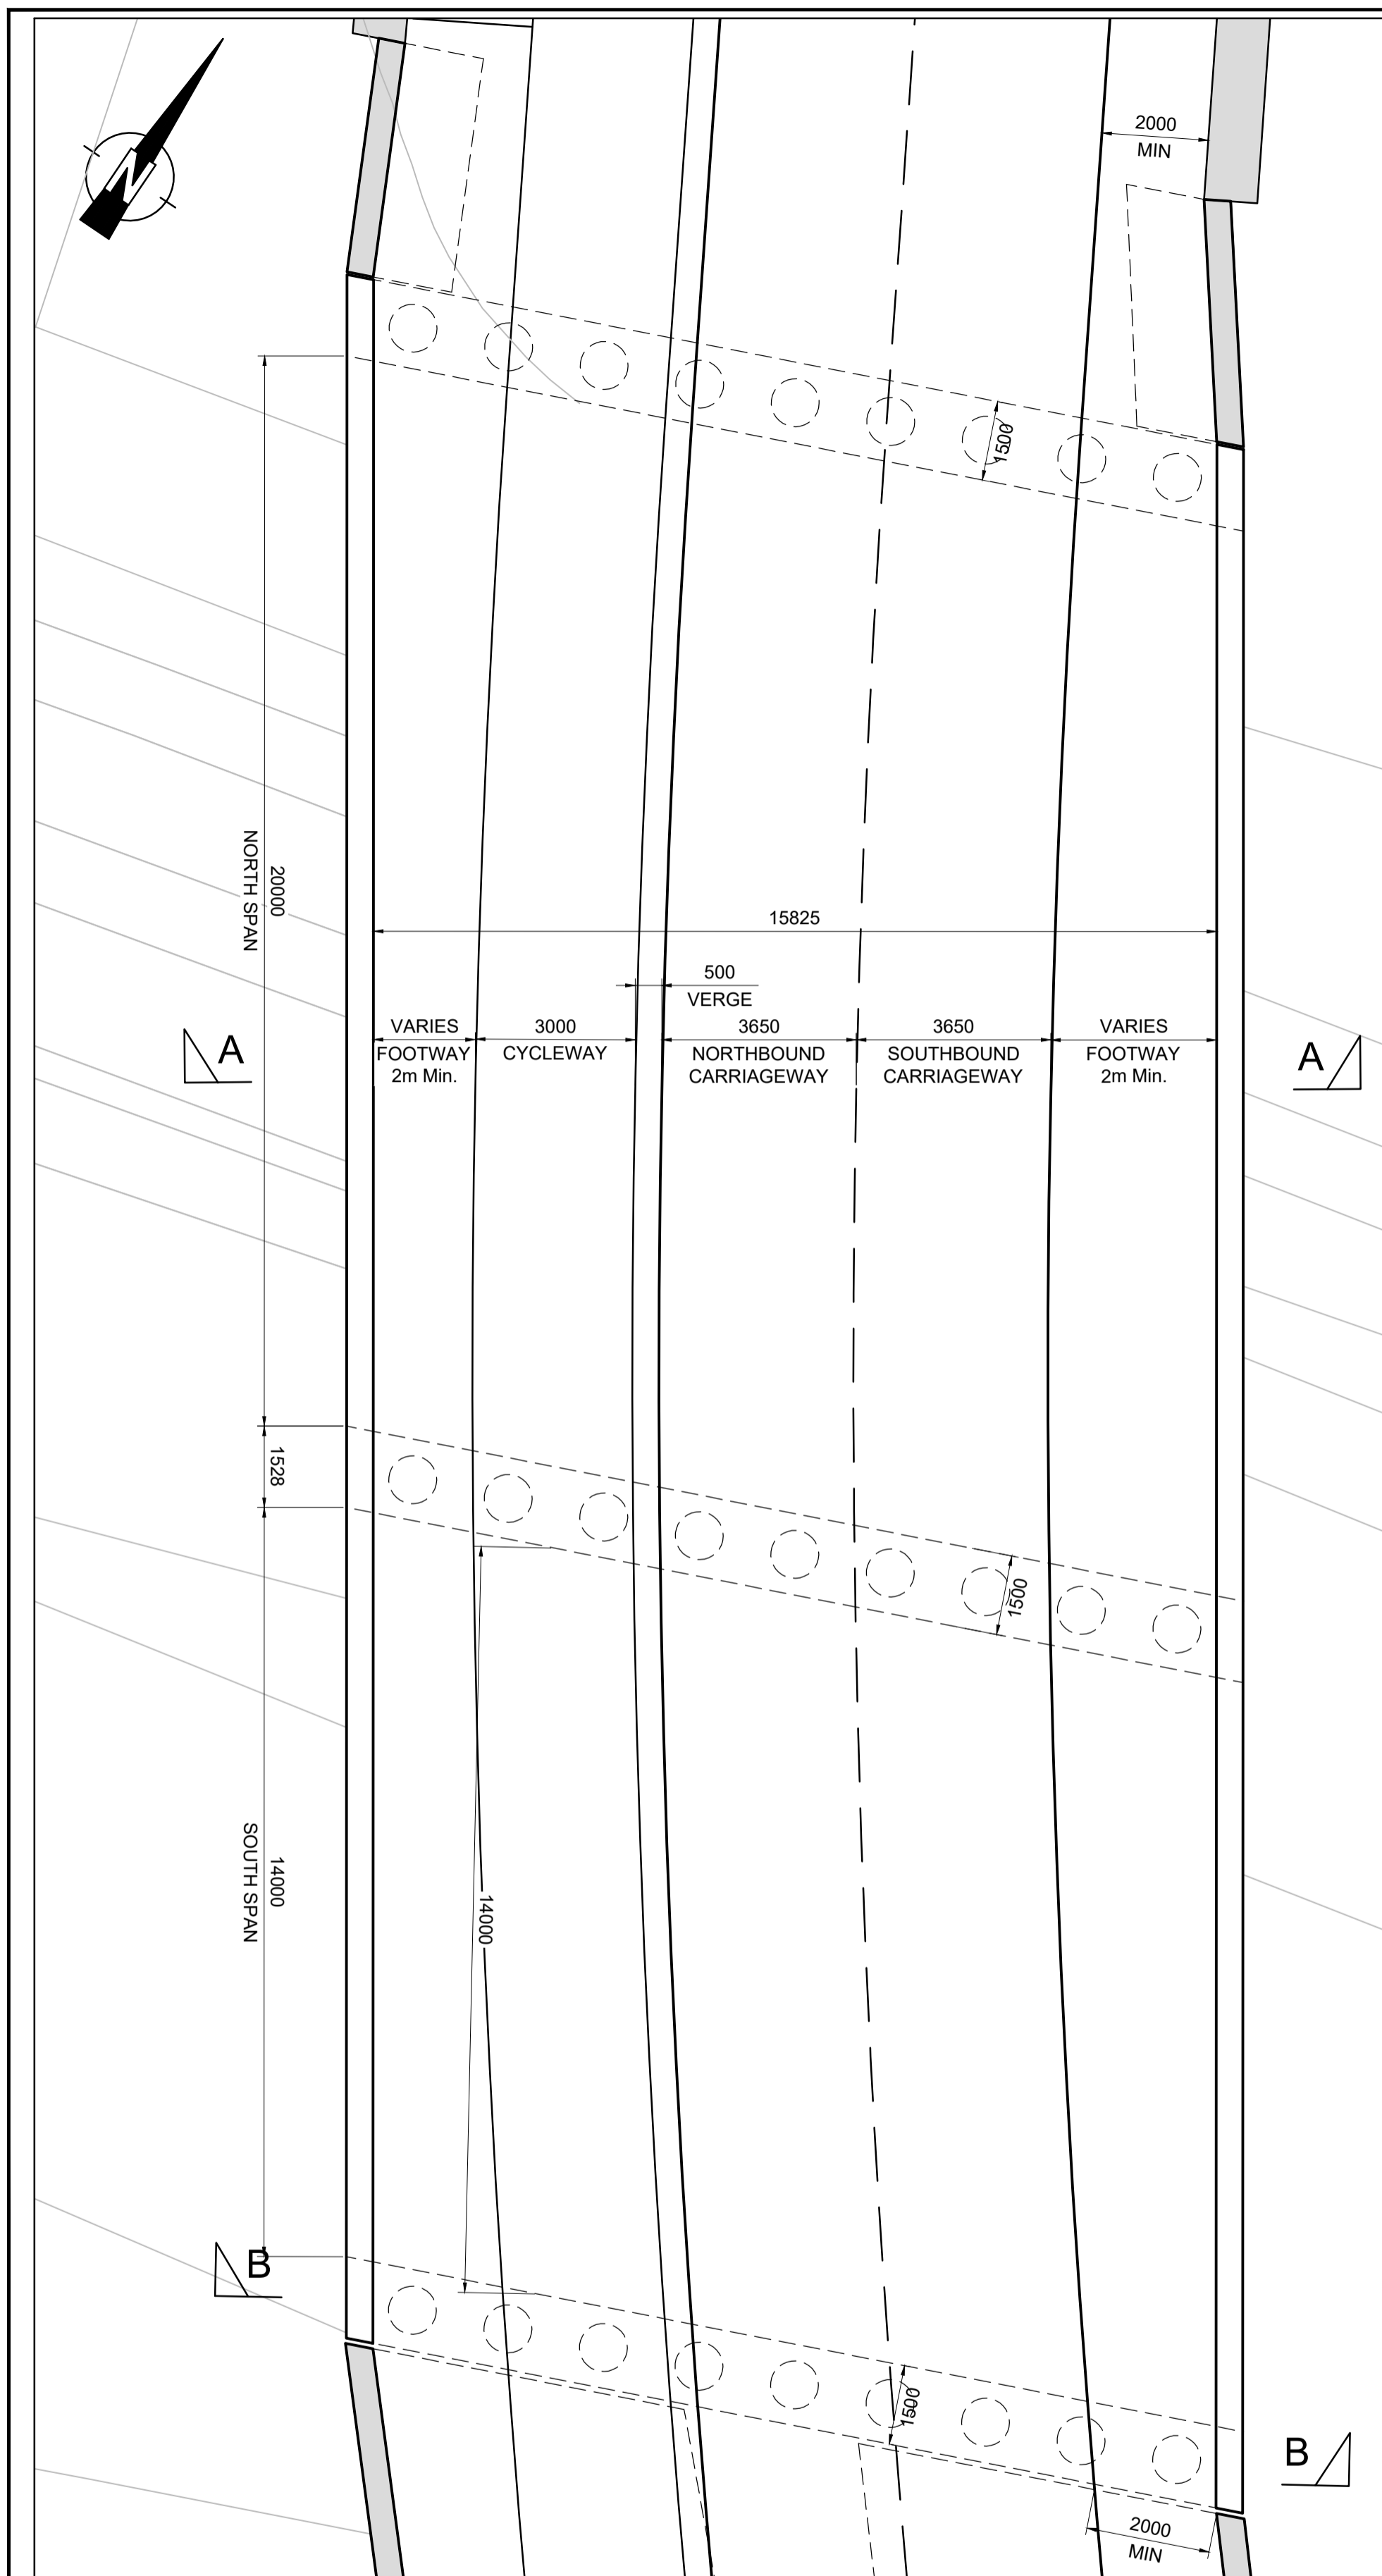 N
2000
MIN
1500
20000
NORTH SPAN
15825
500
VERGE
VARIES
FOOTWAY
2m Min.
3000
CYCLEWAY
3650
NORTHBOUND
CARRIAGEWAY
3650
SOUTHBOUND
CARRIAGEWAY
VARIES
FOOTWAY
2m Min.
A
A
1528
1500
14000
SOUTH SPAN
14000
B
1500
B
2000
MIN